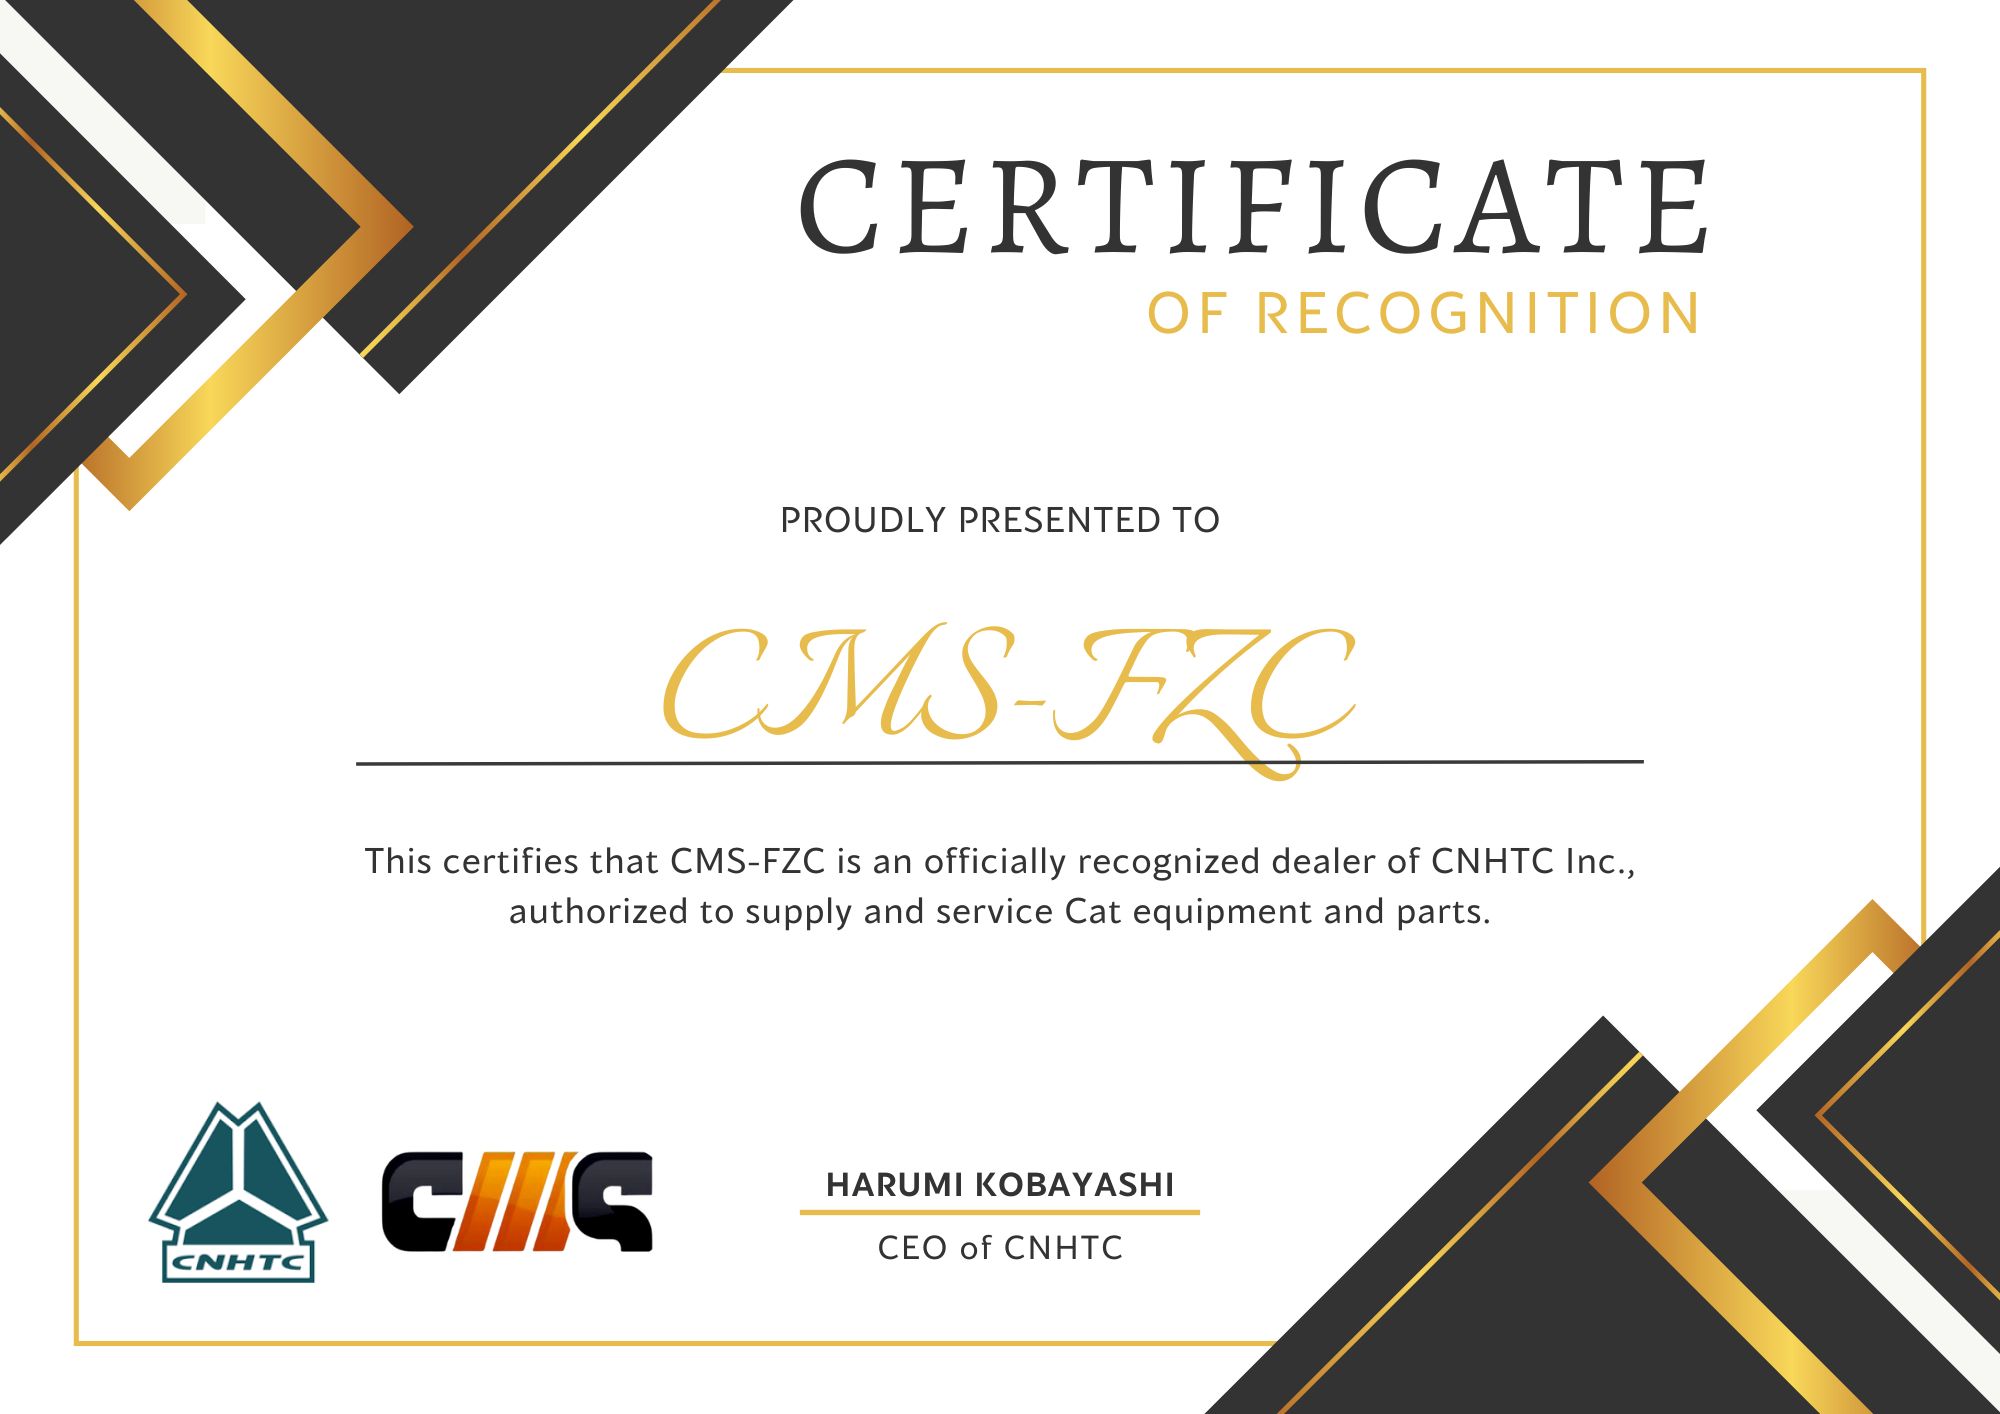 CERTIFICATE
OF RECOGNITION
PROUDLY PRESENTED TO
CMS-FZC
This certifies that CMS-FZC is an officially recognized dealer of CNHTC Inc.,
authorized to supply and service Cat equipment and parts.
CNHTC
CMS
HARUMI KOBAYASHI
CEO of CNHTC